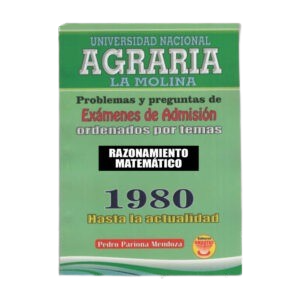 UNIVERSIDAD NACIONAL
AGRARIA
LA MOLINA
Problemas y preguntas de
Exámenes de Admisión
ordenados por temas
RAZONAMIENTO
MATEMÁTICO
1980
Hasta la actualidad
Pedro Pariona Mendoza